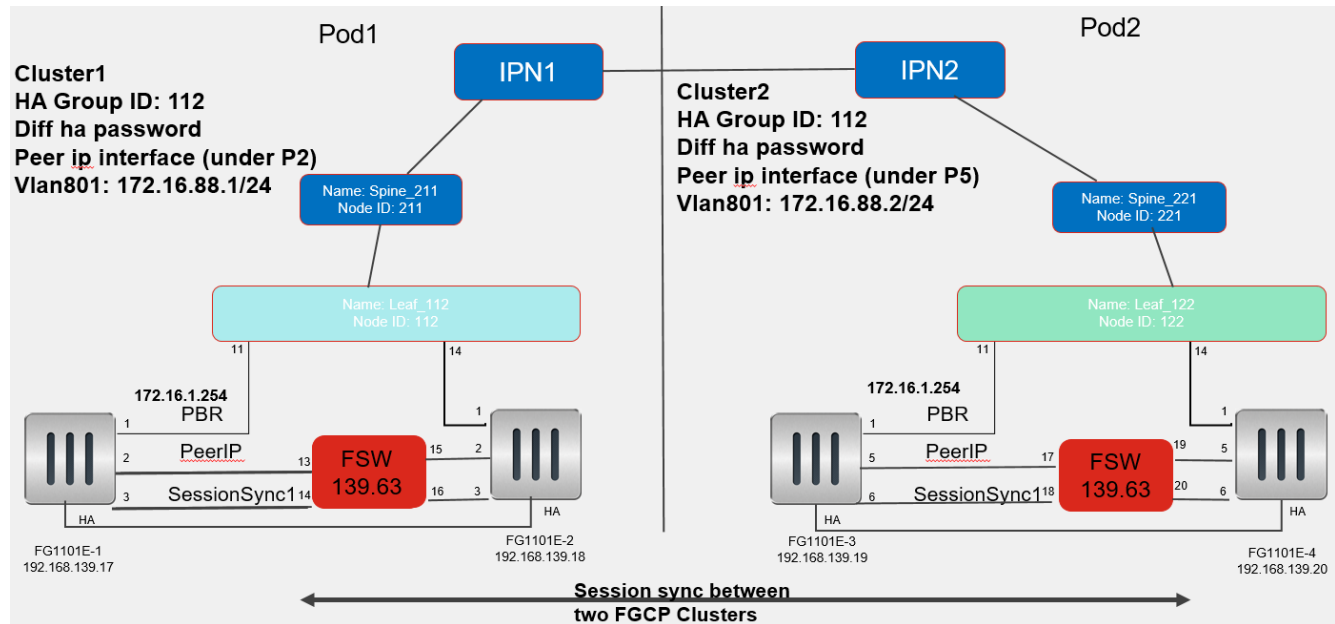 Pod1
Pod2
IPN1
IPN2
Cluster1
HA Group ID: 112
Diff ha password
Peer ip interface (under P2)
Vlan801: 172.16.88.1/24
Cluster2
HA Group ID: 112
Diff ha password
Peer ip interface (under P5)
Vlan801: 172.16.88.2/24
Name: Spine_211
Node ID: 211
Name: Spine_221
Node ID: 221
Name: Leaf_112
Node ID: 112
Name: Leaf_122
Node ID: 122
11
14
11
14
172.16.1.254
PBR
1
1
172.16.1.254
PBR
1
1
PeerIP
2
13
FSW
139.63
15
2
PeerIP
5
17
FSW
139.63
19
5
SessionSync1
3
14
16
3
SessionSync1
6
18
20
6
HA
HA
HA
HA
FG1101E-1
192.168.139.17
FG1101E-2
192.168.139.18
FG1101E-3
192.168.139.19
FG1101E-4
192.168.139.20
Session sync between
two FGCP Clusters